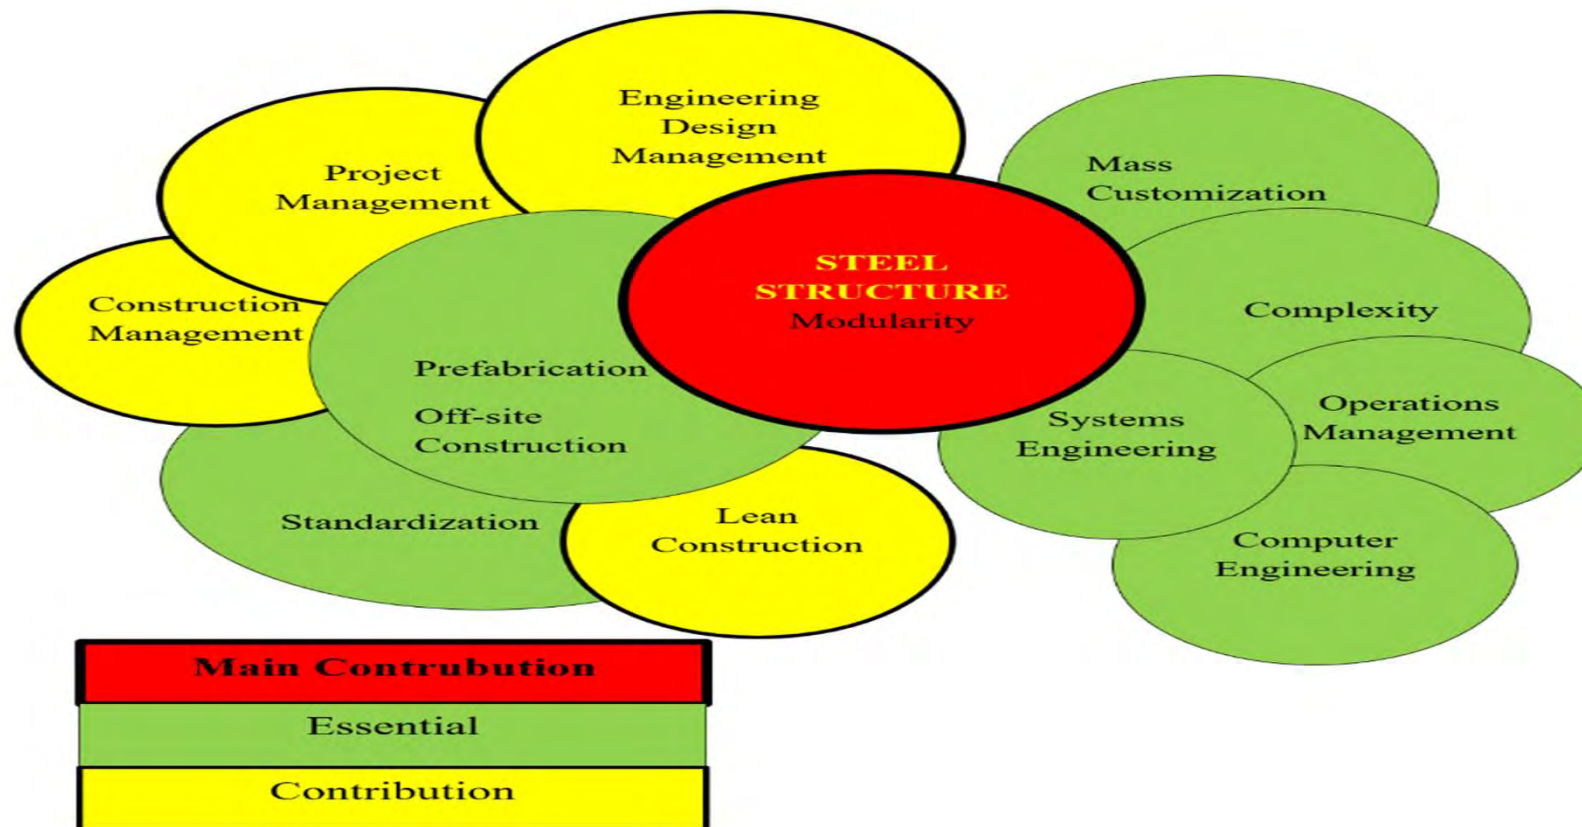 Engineering
Design
Management
Project
Management
Mass
Customization
STEEL
STRUCTURE
Modularity
Construction
Management
Complexity
Prefabrication
Off-site
Construction
Systems
Engineering
Operations
Management
Standardization
Lean
Construction
Computer
Engineering
Main Contrubution
Essential
Contribution